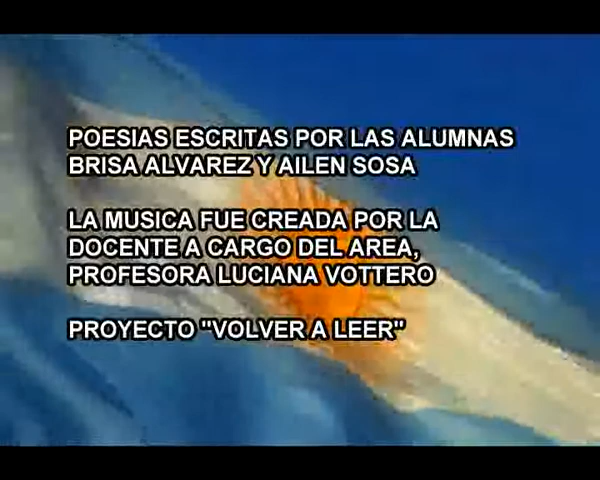 POESIAS ESCRITAS POR LAS ALUMNAS
BRISA ALVAREZ Y AILEN SOSA
LA MUSICA FUE CREADA POR LA
DOCENTE A CARGO DEL AREA,
PROFESORA LUCIANA VOTTERO
PROYECTO "VOLVER A LEER"